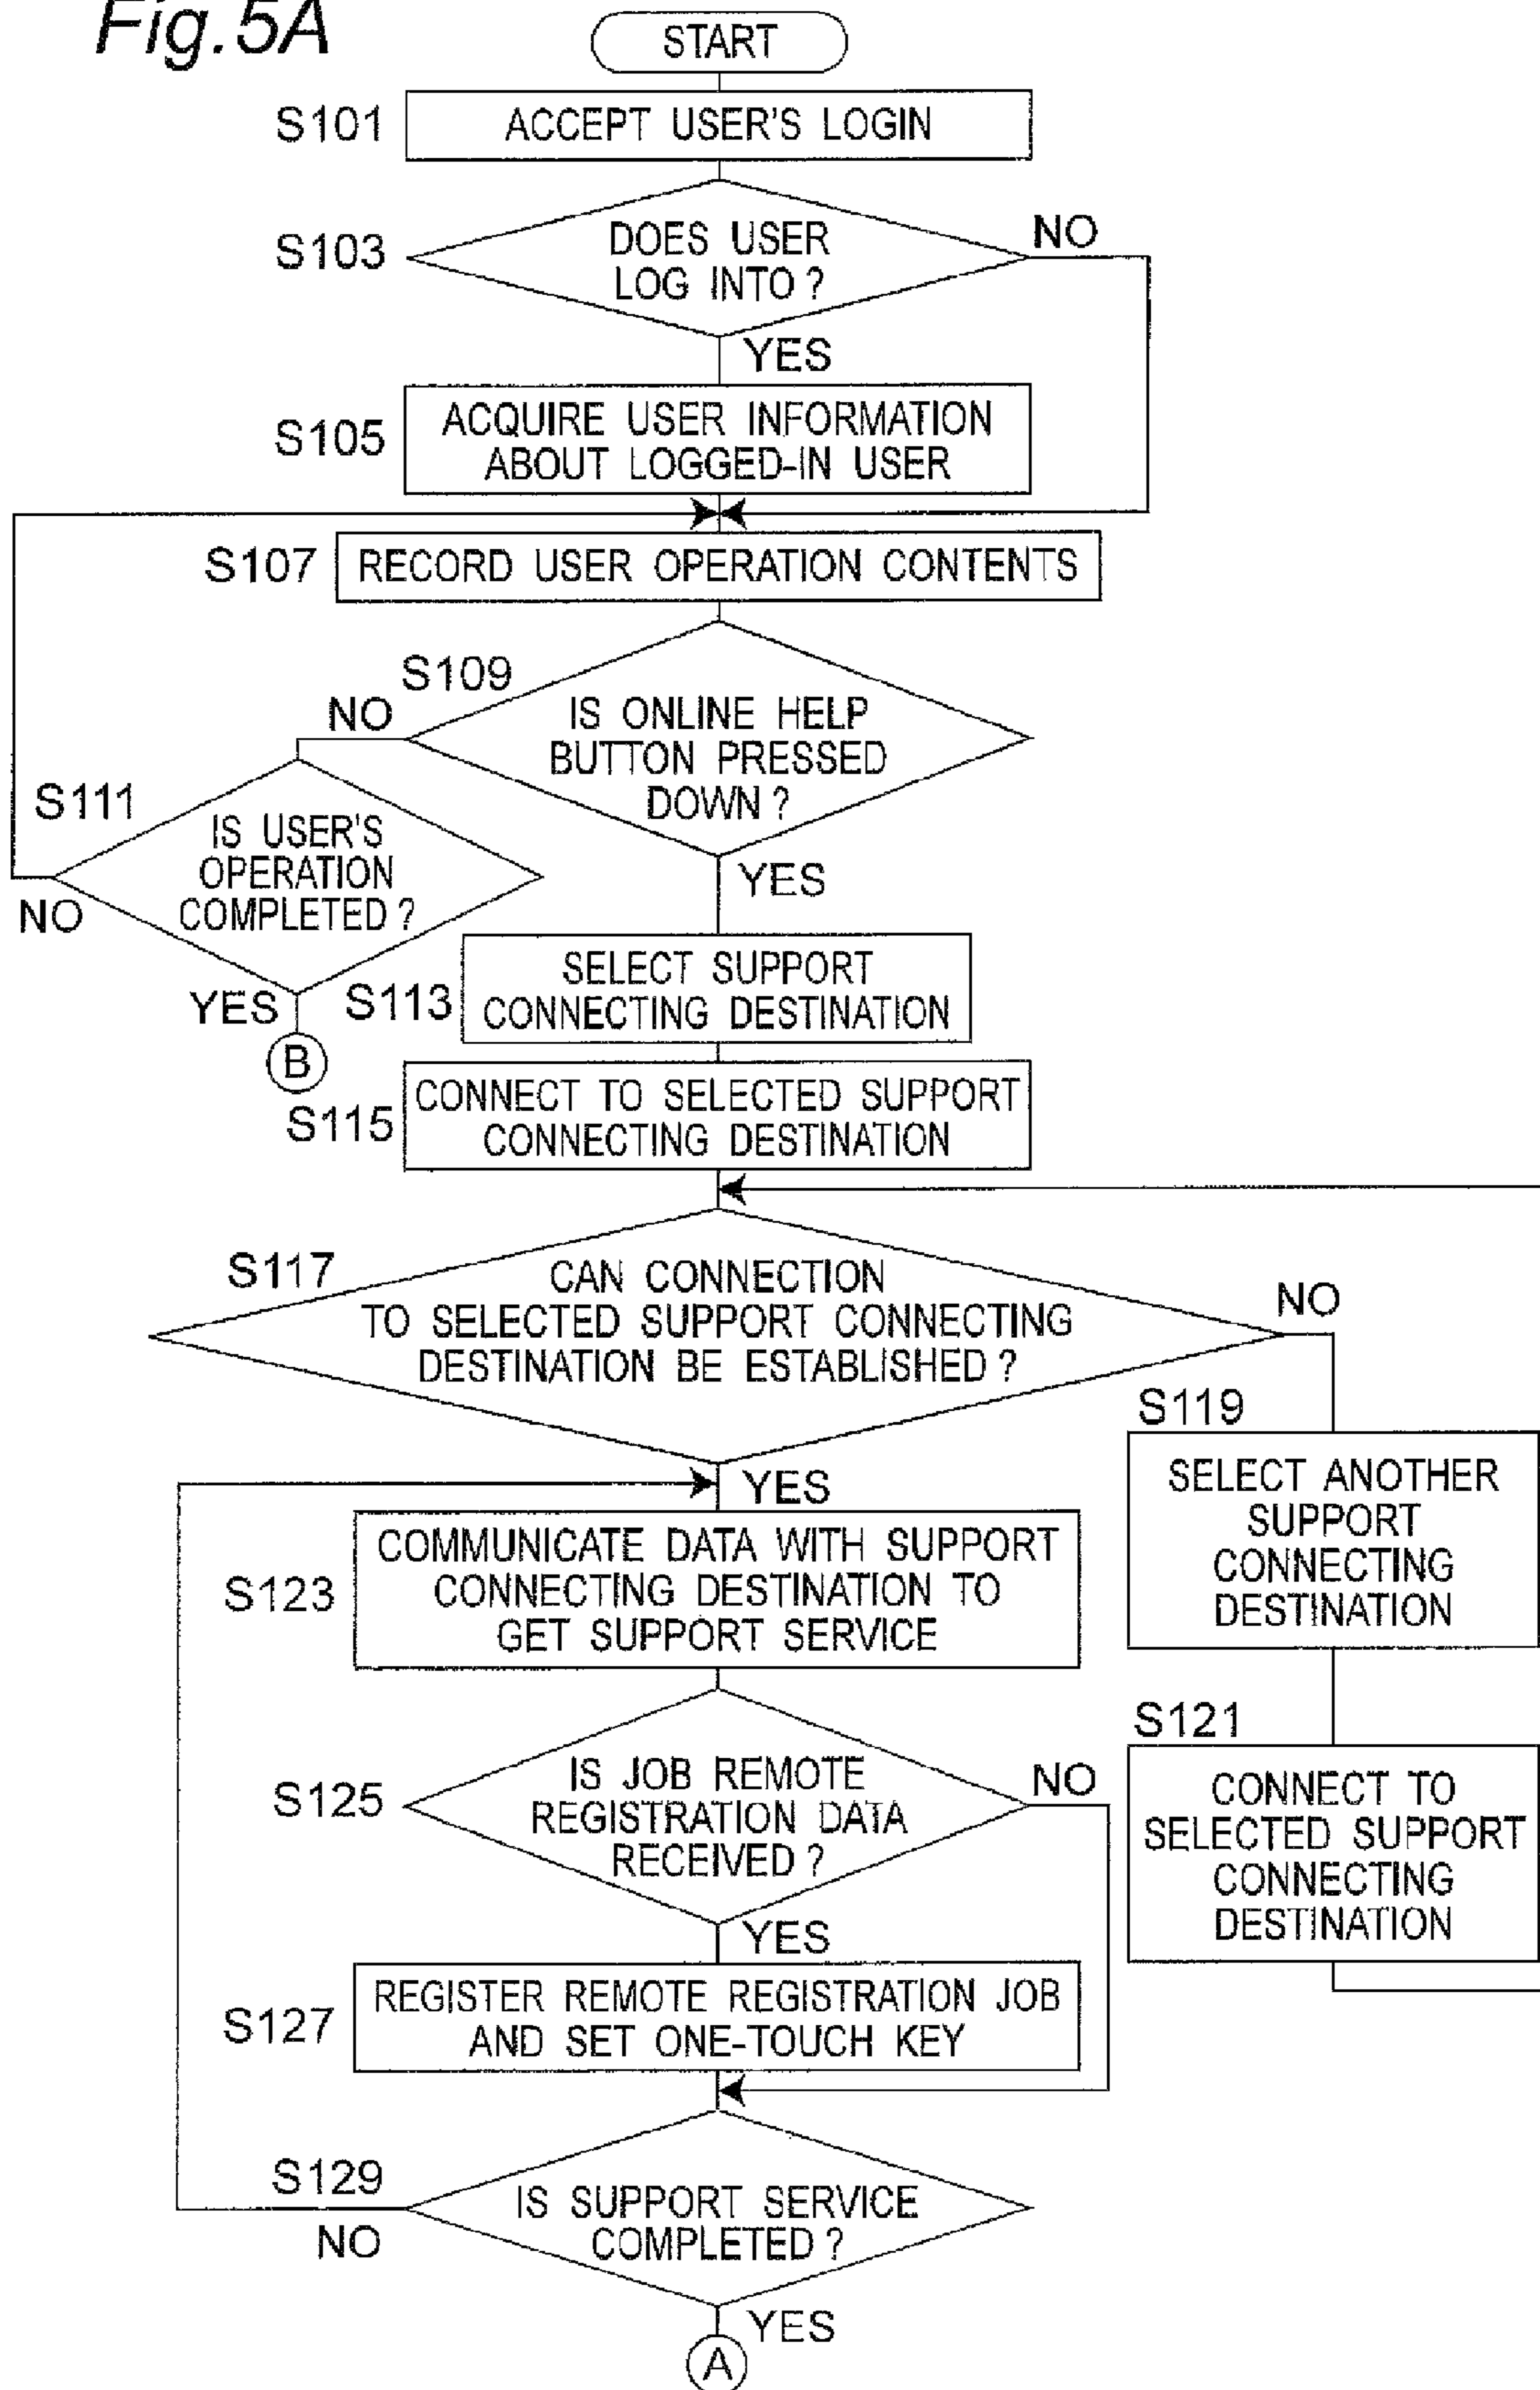 Fig.5A
START
S101
ACCEPT USER'S LOGIN
S103
DOES USER
LOG INTO ?
NO
YES
S105
ACQUIRE USER INFORMATION
ABOUT LOGGED-IN USER
S107
RECORD USER OPERATION CONTENTS
S109
NO
IS ONLINE HELP
BUTTON PRESSED
DOWN ?
S111
IS USER'S
OPERATION
COMPLETED ?
NO
YES
YES
B
S113
SELECT SUPPORT
CONNECTING DESTINATION
S115
CONNECT TO SELECTED SUPPORT
CONNECTING DESTINATION
S117
CAN CONNECTION
TO SELECTED SUPPORT CONNECTING
DESTINATION BE ESTABLISHED ?
NO
YES
S119
SELECT ANOTHER
SUPPORT
CONNECTING
DESTINATION
S121
CONNECT TO
SELECTED SUPPORT
CONNECTING
DESTINATION
S123
COMMUNICATE DATA WITH SUPPORT
CONNECTING DESTINATION TO
GET SUPPORT SERVICE
S125
IS JOB REMOTE
REGISTRATION DATA
RECEIVED ?
NO
YES
S127
REGISTER REMOTE REGISTRATION JOB
AND SET ONE-TOUCH KEY
S129
IS SUPPORT SERVICE
COMPLETED ?
NO
YES
A